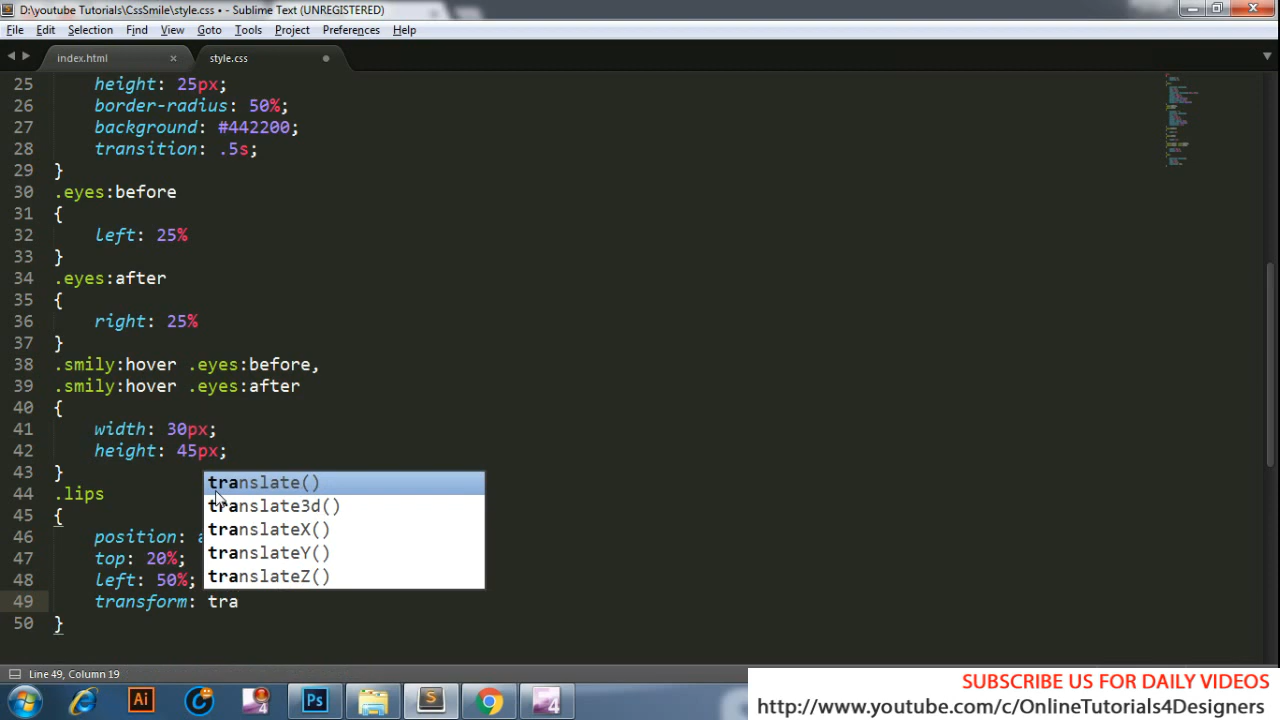 D:\youtube Tutorials\CssSmile\style.css • - Sublime Text (UNREGISTERED)
File Edit Selection Find View Goto Tools Project Preferences Help
index.html × style.css
25 height: 25px;
26 border-radius: 50%;
27 background: #442200;
28 transition: .5s;
29 }
30 .eyes:before
31 {
32 left: 25%
33 }
34 .eyes:after
35 {
36 right: 25%
37 }
38 .smily:hover .eyes:before,
39 .smily:hover .eyes:after
40 {
41 width: 30px;
42 height: 45px;
43 }
translate()
44 .lips
translate3d()
45 {
translateX()
46 position: a
translateY()
47 top: 20%;
48 left: 50%;
translateZ()
49 transform: tra
50 }
Line 49, Column 19
SUBSCRIBE US FOR DAILY VIDEOS
http://www.youtube.com/c/OnlineTutorials4Designers
Ai
4
Ps
S
4